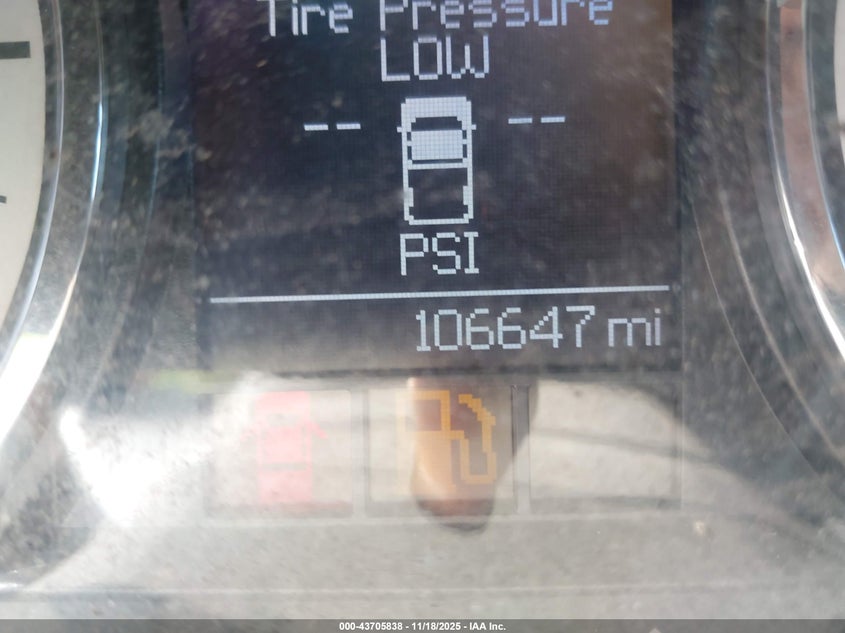 Tire Pressure
LOW
-- --
PSI
106647 mi
000-43705838 - 11/18/2025 - IAA Inc.